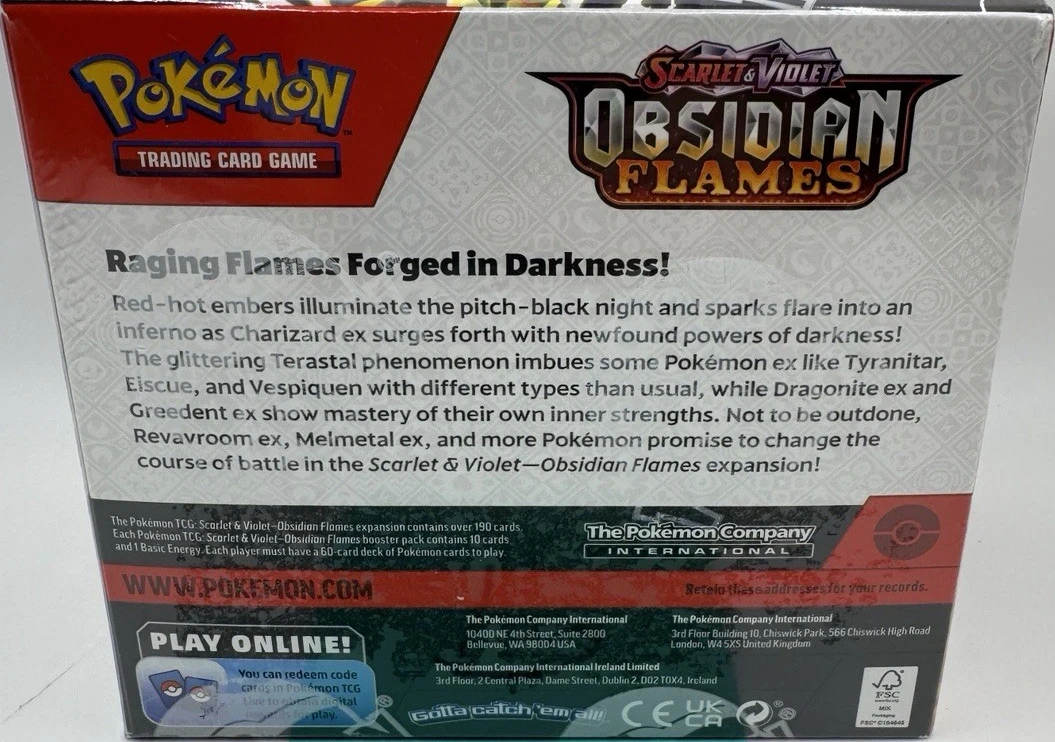 POKéMON
TRADING CARD GAME
SCARLET & VIOLET
OBSIDIAN
FLAMES
Raging Flames Forged in Darkness!
Red-hot embers illuminate the pitch-black night and sparks flare into an
inferno as Charizard ex surges forth with newfound powers of darkness!
The glittering Terastal phenomenon imbues some Pokémon ex like Tyranitar,
Eiscue, and Vespiquen with different types than usual, while Dragonite ex and
Greedent ex show mastery of their own inner strengths. Not to be outdone,
Revavroom ex, Melmetal ex, and more Pokémon promise to change the
course of battle in the Scarlet & Violet—Obsidian Flames expansion!
The Pokémon TCG: Scarlet & Violet—Obsidian Flames expansion contains over 190 cards.
Each Pokémon TCG: Scarlet & Violet—Obsidian Flames booster pack contains 10 cards
and 1 Basic Energy. Each player must have a 60-card deck of Pokémon cards to play.
The Pokémon Company
INTERNATIONAL
WWW.POKEMON.COM
Retain these addresses for your records.
PLAY ONLINE!
You can redeem code
cards in Pokémon TCG
Live to obtain digital
for play.
The Pokémon Company International
10400 NE 4th Street, Suite 2800
Bellevue, WA 98004 USA
The Pokémon Company International
3rd Floor Building 10, Chiswick Park, 566 Chiswick High Road
London, W4 5XS United Kingdom
The Pokémon Company International Ireland Limited
3rd Floor, 2 Central Plaza, Dame Street, Dublin 2, D02 T0X4, Ireland
Gotta catch 'em all!
CE
UK
CA
FSC
MIX
Packaging